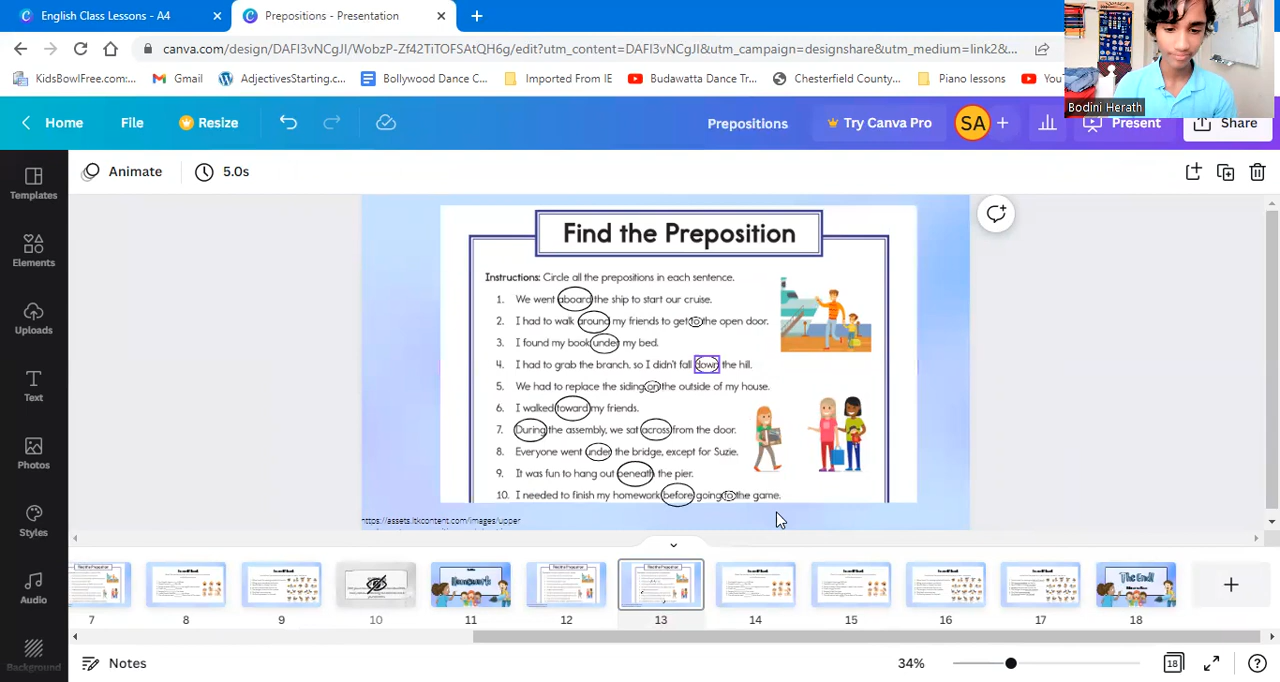 English Class Lessons - A4
Prepositions - Presentation
canva.com/design/DAFI3vNCgJI/WobzP-Zf42TiTOFSAtQH6g/edit?utm_content=DAFI3vNCgJI&utm_campaign=designshare&utm_medium=link2&...
KidsBowlFree.com:... Gmail AdjectivesStarting,c... Bollywood Dance C... Imported From IE Budawatta Dance Tr... Chesterfield County,... Piano lessons You
Bodini Herath
Home File Resize Prepositions Try Canva Pro SA + Present Share
Animate 5.0s
Templates
Elements
Uploads
Text
Photos
Styles
Audio
Background
Find the Preposition
Instructions: Circle all the prepositions in each sentence.
1. We went aboard the ship to start our cruise.
2. I had to walk around my friends to get to the open door.
3. I found my book under my bed.
4. I had to grab the branch, so I didn't fall down the hill.
5. We had to replace the siding on the outside of my house.
6. I walked toward my friends.
7. During the assembly, we sat across from the door.
8. Everyone went under the bridge, except for Suzie.
9. It was fun to hang out beneath the pier.
10. I needed to finish my homework before going to the game.
https://assets.ltkcontent.com/images/upper
Find the Preposition
Homework
The End!
7 8 9 10 11 12 13 14 15 16 17 18
Notes 34% 18